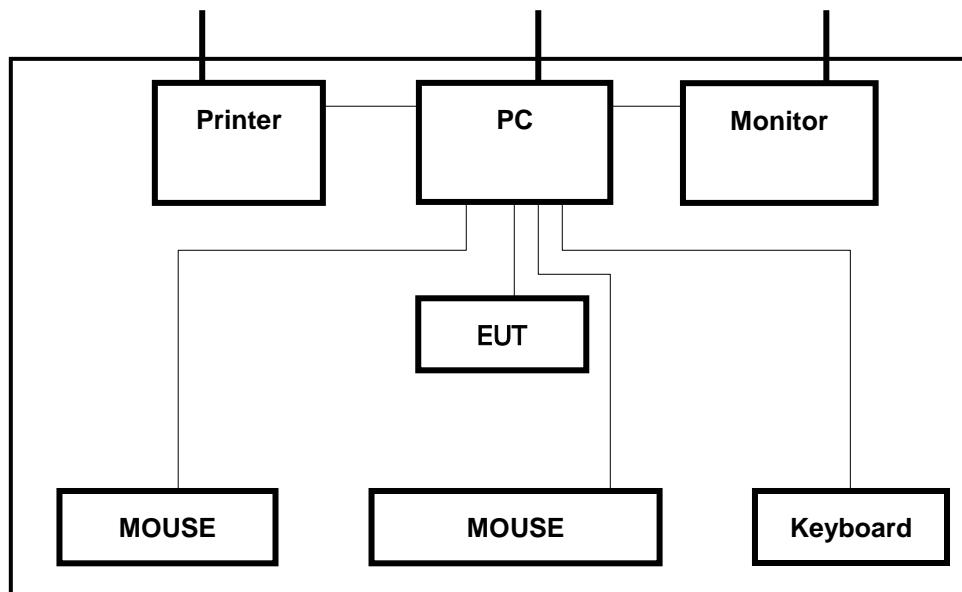 Printer
PC
Monitor
EUT
MOUSE
MOUSE
Keyboard